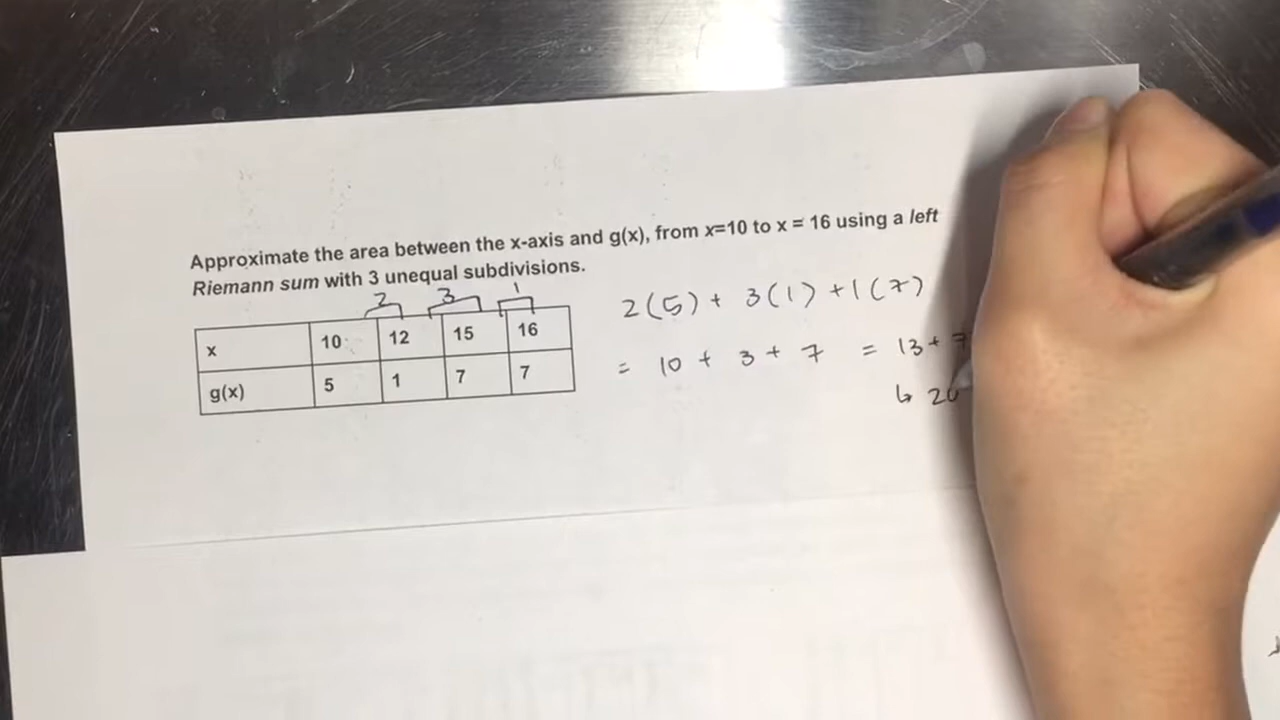 Approximate the area between the x-axis and g(x), from x=10 to x = 16 using a left
Riemann sum with 3 unequal subdivisions.
2 3 1
x 10 12 15 16
g(x) 5 1 7 7
2(5) + 3(1) + 1(7)
= 10 + 3 + 7 = 13 + 7
↳ 20